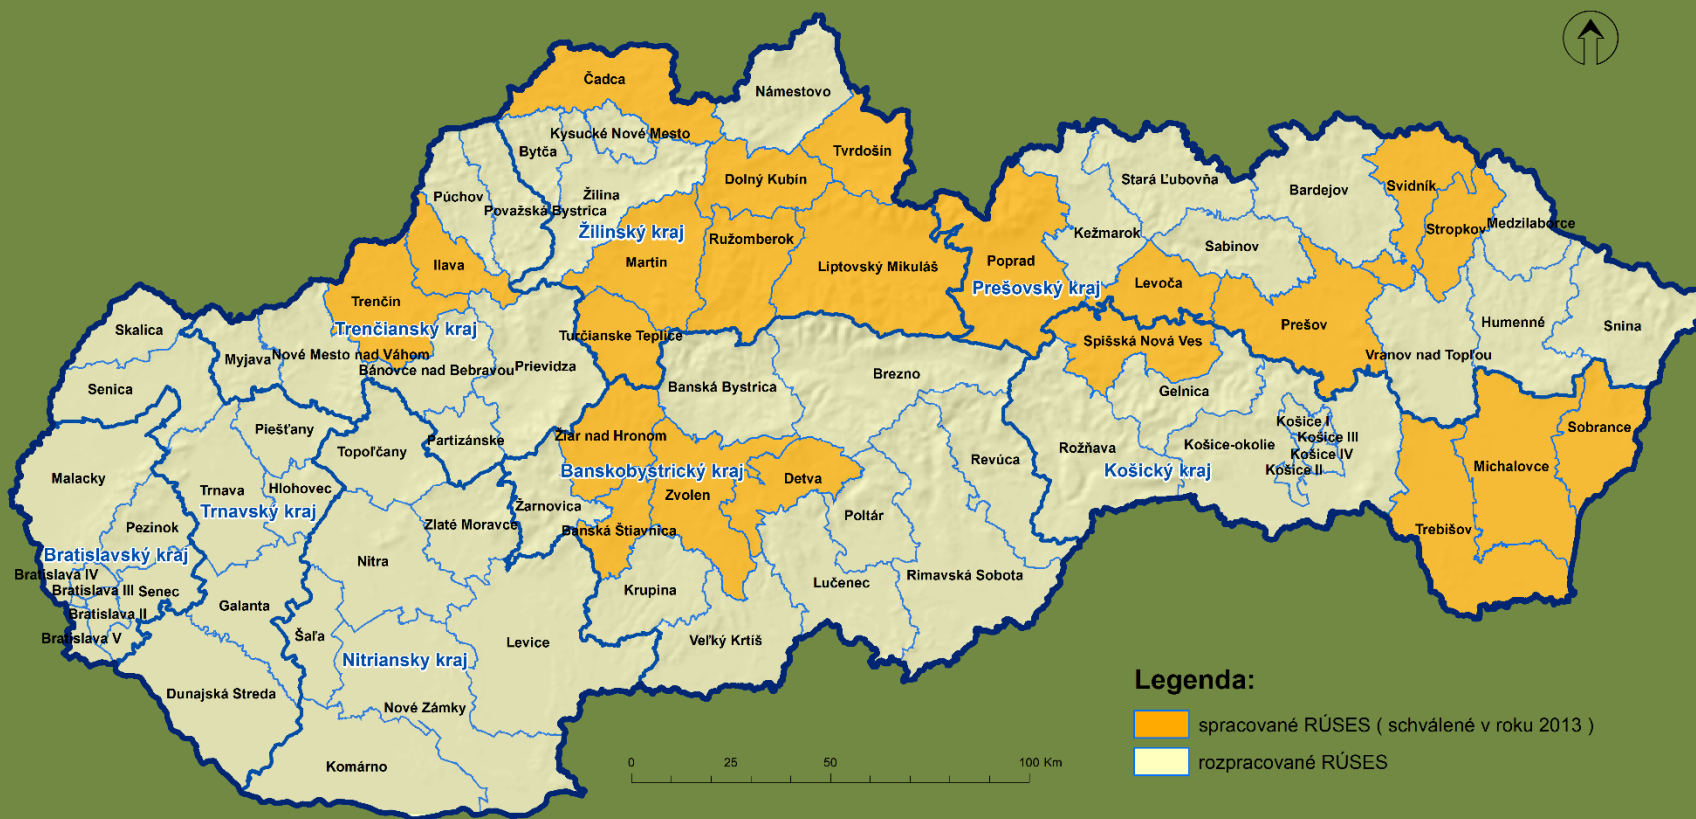 Čadca
Námestovo
Kysucké Nové Mesto
Bytča
Tvrdošín
Dolný Kubín
Stará Ľubovňa
Bardejov
Svidník
Púchov
Žilina
Považská Bystrica
Stropkov
Medzilaborce
Žilinský kraj
Ružomberok
Kežmarok
Sabinov
Ilava
Martin
Liptovský Mikuláš
Poprad
Prešovský kraj
Levoča
Trenčín
Trenčiansky kraj
Prešov
Humenné
Snina
Skalica
Turčianske Teplice
Spišská Nová Ves
Myjava
Nové Mesto nad Váhom
Bánovce nad Bebravou
Prievidza
Vranov nad Topľou
Senica
Banská Bystrica
Brezno
Gelnica
Piešťany
Partizánske
Žiar nad Hronom
Košice I
Košice III
Sobrance
Topoľčany
Rožňava
Košice-okolie
Košice IV
Malacky
Banskobystrický kraj
Detva
Revúca
Košický kraj
Košice II
Michalovce
Trnava
Hlohovec
Zvolen
Trnavský kraj
Žarnovica
Poltár
Pezinok
Zlaté Moravce
Banská Štiavnica
Trebišov
Bratislavský kraj
Nitra
Bratislava IV
Lučenec
Rimavská Sobota
Bratislava III
Senec
Krupina
Galanta
Bratislava II
Bratislava V
Šaľa
Levice
Veľký Krtíš
Nitriansky kraj
Dunajská Streda
Nové Zámky
Komárno
Legenda:
spracované RÚSES ( schválené v roku 2013 )
rozpracované RÚSES
0 25 50 100 Km